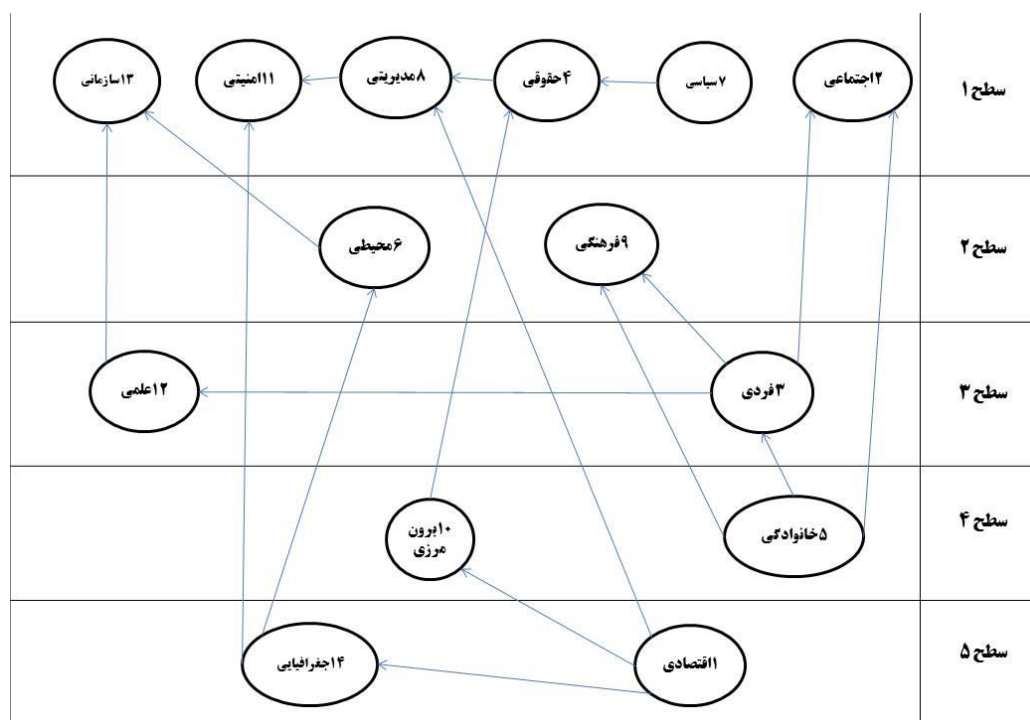 سطح ۱
۲اجتماعی
۷سیاسی
۴حقوقی
۸مدیریتی
۱۱امنیتی
۱۳سازمانی
سطح ۲
۹فرهنگی
۶محیطی
سطح ۳
۳فردی
۱۲علمی
سطح ۴
۵خانوادگی
۱۰برون
مرزی
سطح ۵
۱اقتصادی
۱۴جغرافیایی